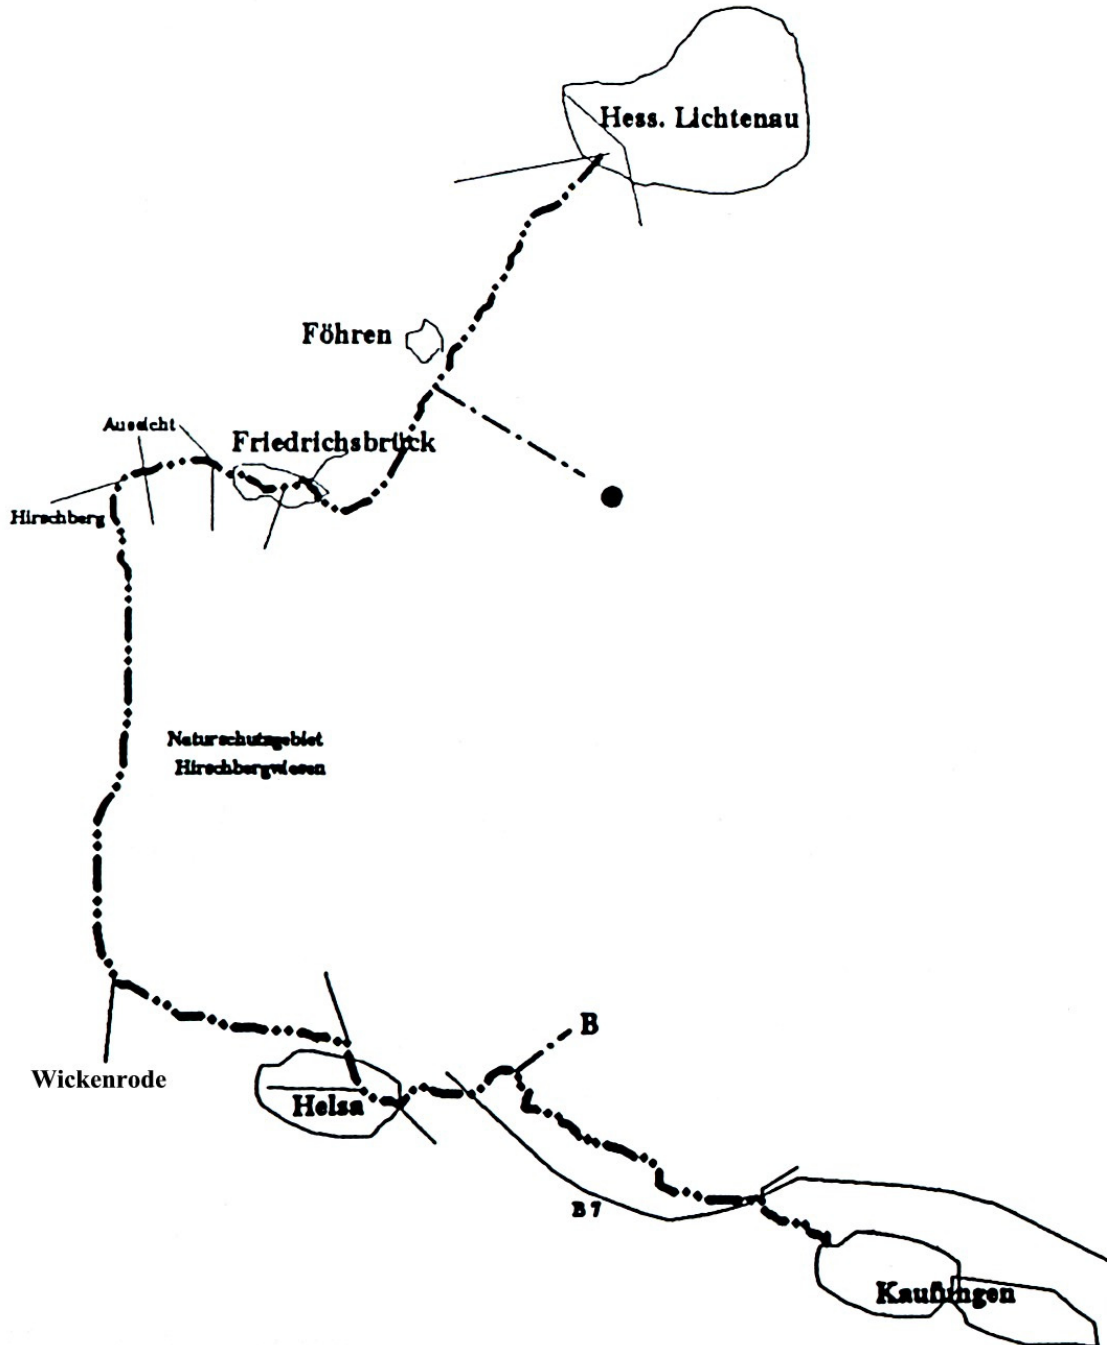 Hess. Lichtenau
Föhren
Aussicht
Friedrichsbrück
Hirschberg
Naturschutzgebiet
Hirschbergwiesen
B
Wickenrode
Helsa
B 7
Kaufungen